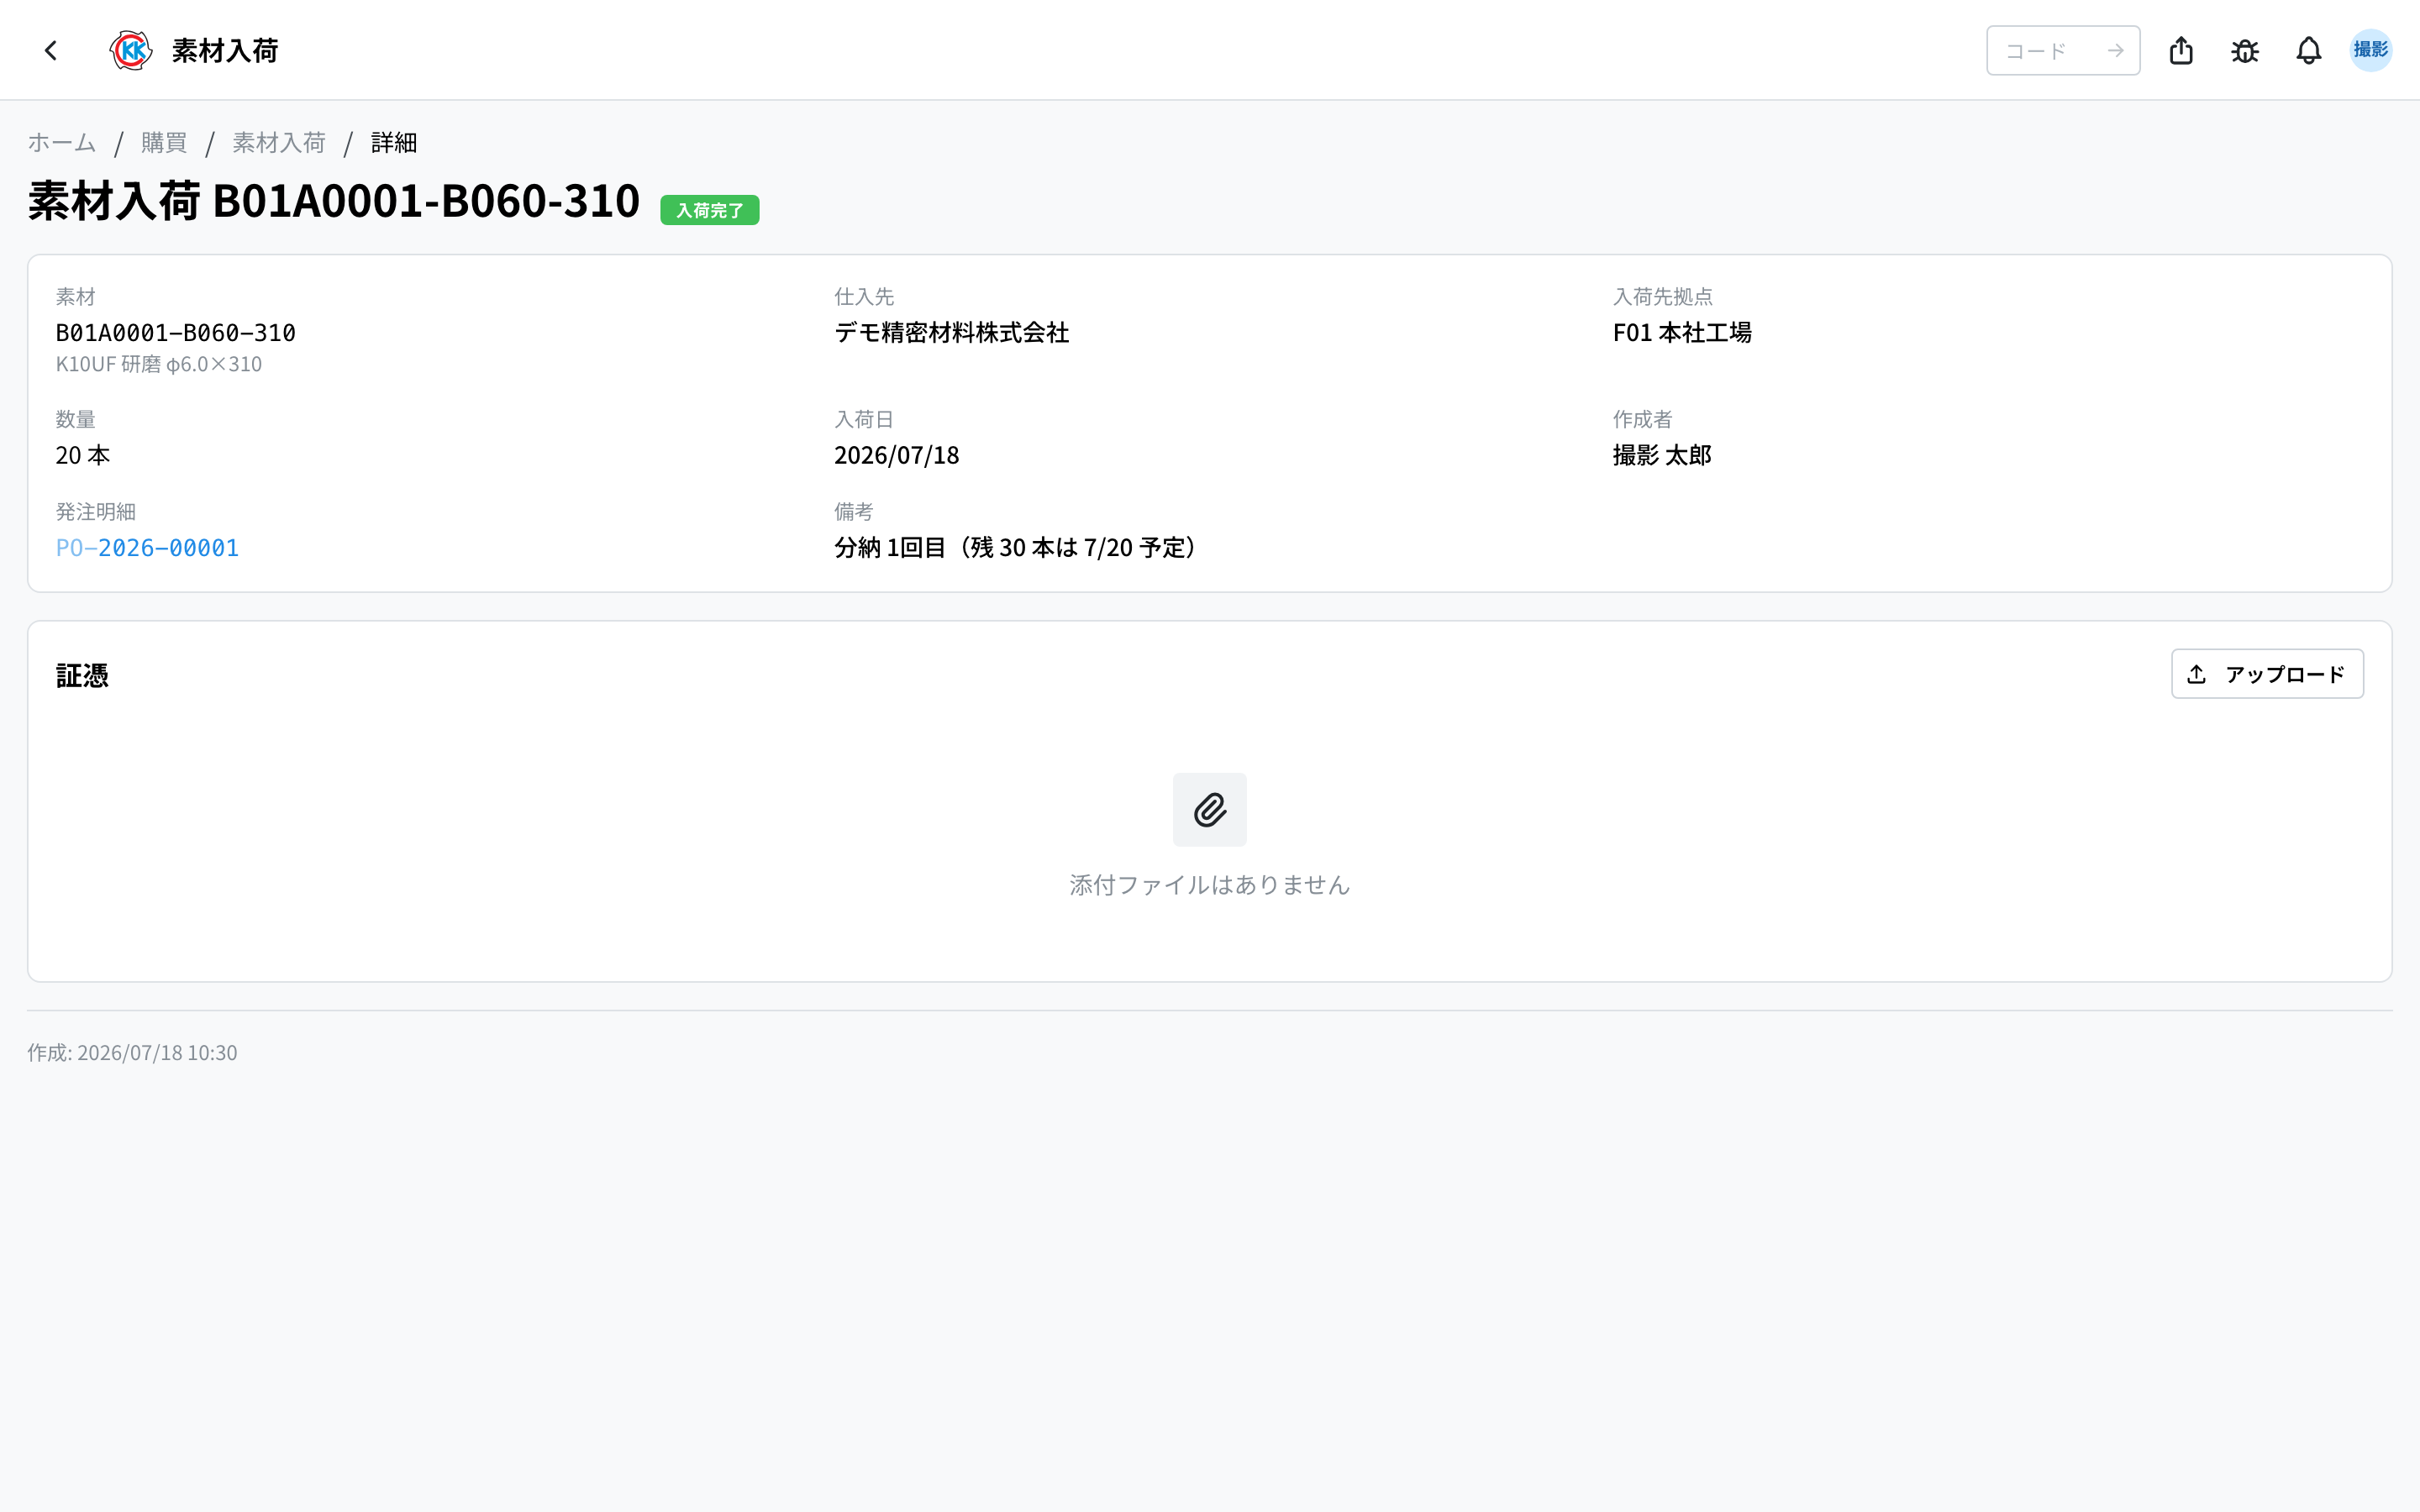 KK 素材入荷
コード
撮影
ホーム / 購買 / 素材入荷 / 詳細
素材入荷 B01A0001-B060-310 入荷完了
素材
B01A0001-B060-310
K10UF 研磨 φ6.0×310
仕入先
デモ精密材料株式会社
入荷先拠点
F01 本社工場
数量
20 本
入荷日
2026/07/18
作成者
撮影 太郎
発注明細
PO-2026-00001
備考
分納 1回目（残 30 本は 7/20 予定）
証憑
アップロード
添付ファイルはありません
作成: 2026/07/18 10:30